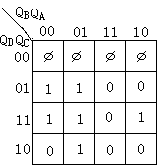 QBQA
QDQC
00 01 11 10
00 ∅ ∅ ∅ ∅
01 1 1 0 0
11 1 1 0 1
10 0 1 0 0